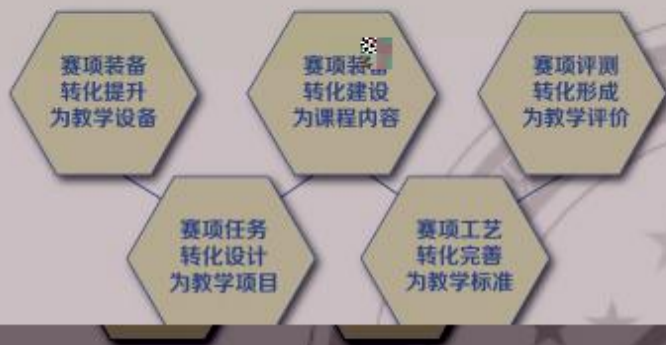 赛项装备
转化提升
为教学设备
赛项
转化建设
为课程内容
赛项评测
转化形成
为教学评价
赛项任务
转化设计
为教学项目
赛项工艺
转化完善
为教学标准